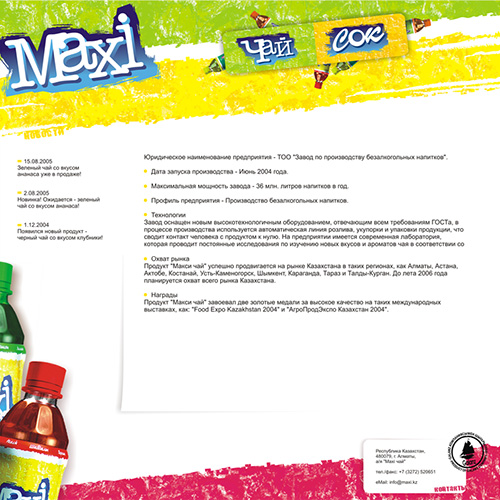 Maxi
Чай
Сок
новости
15.08.2005
Зеленый чай со вкусом
ананаса уже в продаже!
2.08.2005
Новинка! Ожидается - зеленый
чай со вкусом ананаса!
1.12.2004
Появился новый продукт -
черный чай со вкусом клубники!
Юридическое наименование предприятия - ТОО "Завод по производству безалкогольных напитков".
Дата запуска производства - Июнь 2004 года.
Максимальная мощность завода - 36 млн. литров напитков в год.
Профиль предприятия - Производство безалкогольных напитков.
Технологии
Завод оснащен новым высокотехнологичным оборудованием, отвечающим всем требованиям ГОСТа, в
процессе производства используется автоматическая линия розлива, укупорки и упаковки продукции, что
сводит контакт человека с продуктом к нулю. На предприятии имеется современная лаборатория,
которая проводит постоянные исследования по изучению новых вкусов и ароматов чая в соответствии со
Охват рынка
Продукт "Макси чай" успешно продвигается на рынке Казахстана в таких регионах, как Алматы, Астана,
Актобе, Костанай, Усть-Каменогорск, Шымкент, Караганда, Тараз и Талды-Курган. До лета 2006 года
планируется охват всего рынка Казахстана.
Награды
Продукт "Макси чай" завоевал две золотые медали за высокое качество на таких международных
выставках, как: "Food Expo Kazakhstan 2004" и "АгроПродЭкспо Казахстан 2004".
Республика Казахстан,
480079, г. Алматы,
а/я "Maxi чай"
тел./факс: +7 (3272) 520651
eMail: info@maxi.kz
контакты